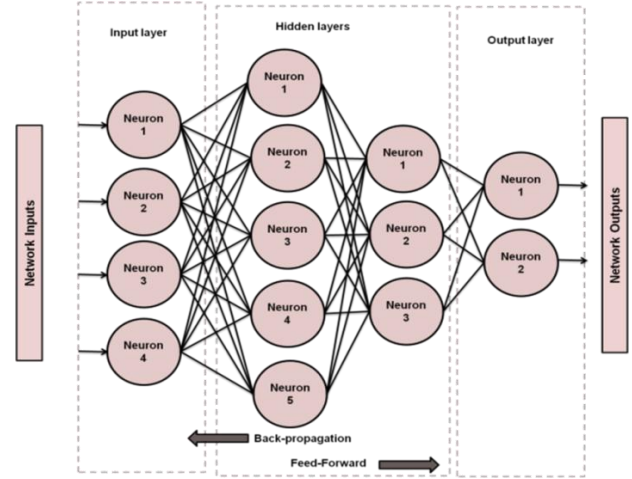 Input layer
Hidden layers
Output layer
Network Inputs
Neuron
1
Neuron
2
Neuron
3
Neuron
4
Neuron
1
Neuron
2
Neuron
3
Neuron
4
Neuron
5
Neuron
1
Neuron
2
Neuron
3
Neuron
1
Neuron
2
Network Outputs
Back-propagation
Feed-Forward